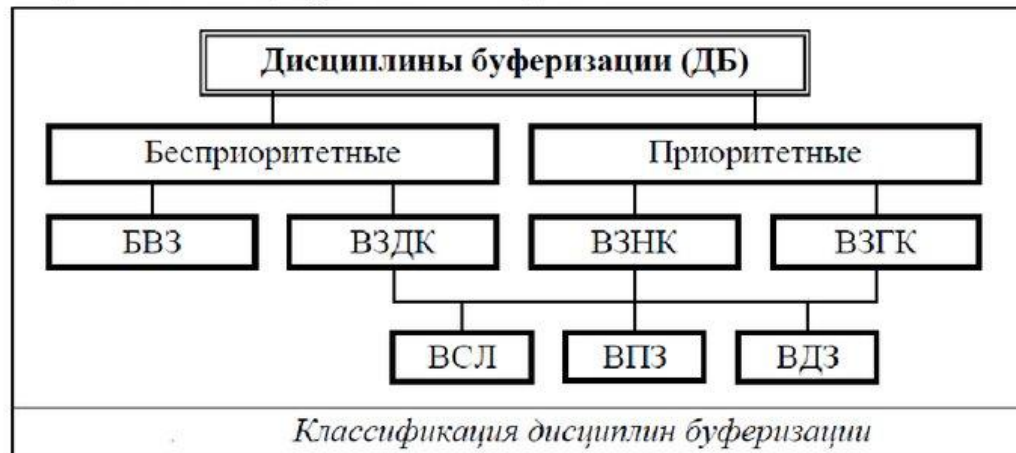 Дисциплины буферизации (ДБ)
Бесприоритетные Приоритетные
БВЗ ВЗДК ВЗНК ВЗГК
ВСЛ ВПЗ ВДЗ
Классификация дисциплин буферизации